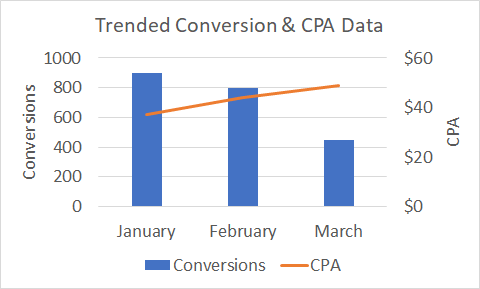 Trended Conversion & CPA Data
Conversions
1000
800
600
400
200
0
$60
$40
$20
$0
CPA
January February March
Conversions CPA